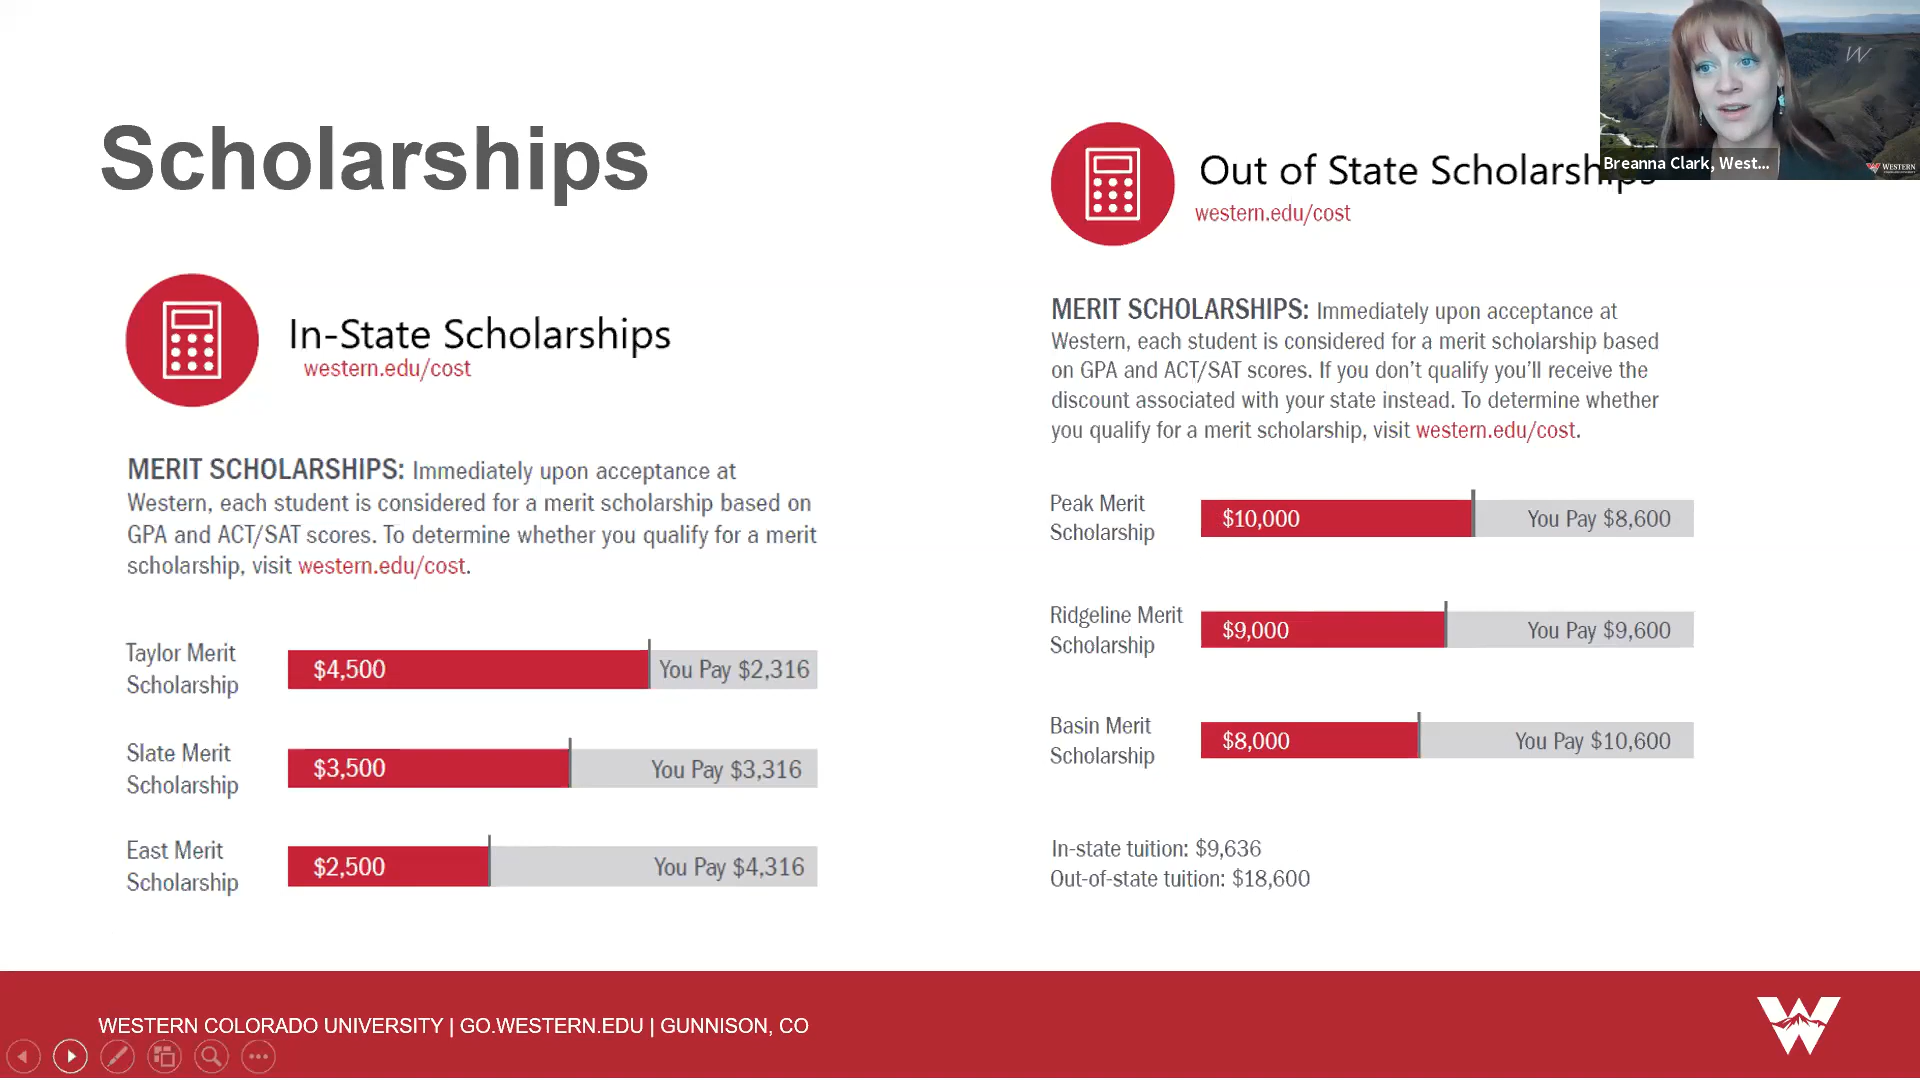 Scholarships
In-State Scholarships
western.edu/cost
MERIT SCHOLARSHIPS: Immediately upon acceptance at
Western, each student is considered for a merit scholarship based on
GPA and ACT/SAT scores. To determine whether you qualify for a merit
scholarship, visit western.edu/cost.
Taylor Merit
Scholarship
$4,500
You Pay $2,316
Slate Merit
Scholarship
$3,500
You Pay $3,316
East Merit
Scholarship
$2,500
You Pay $4,316
Out of State Scholarships
western.edu/cost
MERIT SCHOLARSHIPS: Immediately upon acceptance at
Western, each student is considered for a merit scholarship based
on GPA and ACT/SAT scores. If you don't qualify you'll receive the
discount associated with your state instead. To determine whether
you qualify for a merit scholarship, visit western.edu/cost.
Peak Merit
Scholarship
$10,000
You Pay $8,600
Ridgeline Merit
Scholarship
$9,000
You Pay $9,600
Basin Merit
Scholarship
$8,000
You Pay $10,600
In-state tuition: $9,636
Out-of-state tuition: $18,600
W
Breanna Clark, West...
WESTERN
WESTERN COLORADO UNIVERSITY | GO.WESTERN.EDU | GUNNISON, CO
W